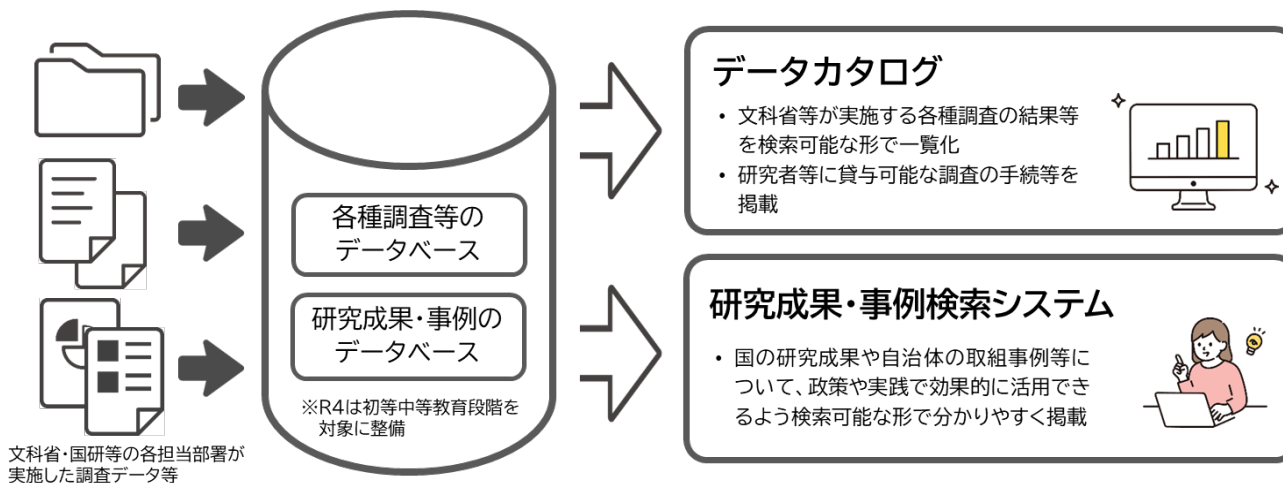 文科省・国研等の各担当部署が
実施した調査データ等
各種調査等の
データベース
研究成果・事例の
データベース
※R4は初等中等教育段階を
対象に整備
データカタログ
・文科省等が実施する各種調査の結果等
を検索可能な形で一覧化
・研究者等に貸与可能な調査の手続等を
掲載
研究成果・事例検索システム
・国の研究成果や自治体の取組事例等に
ついて、政策や実践で効果的に活用でき
るよう検索可能な形で分かりやすく掲載